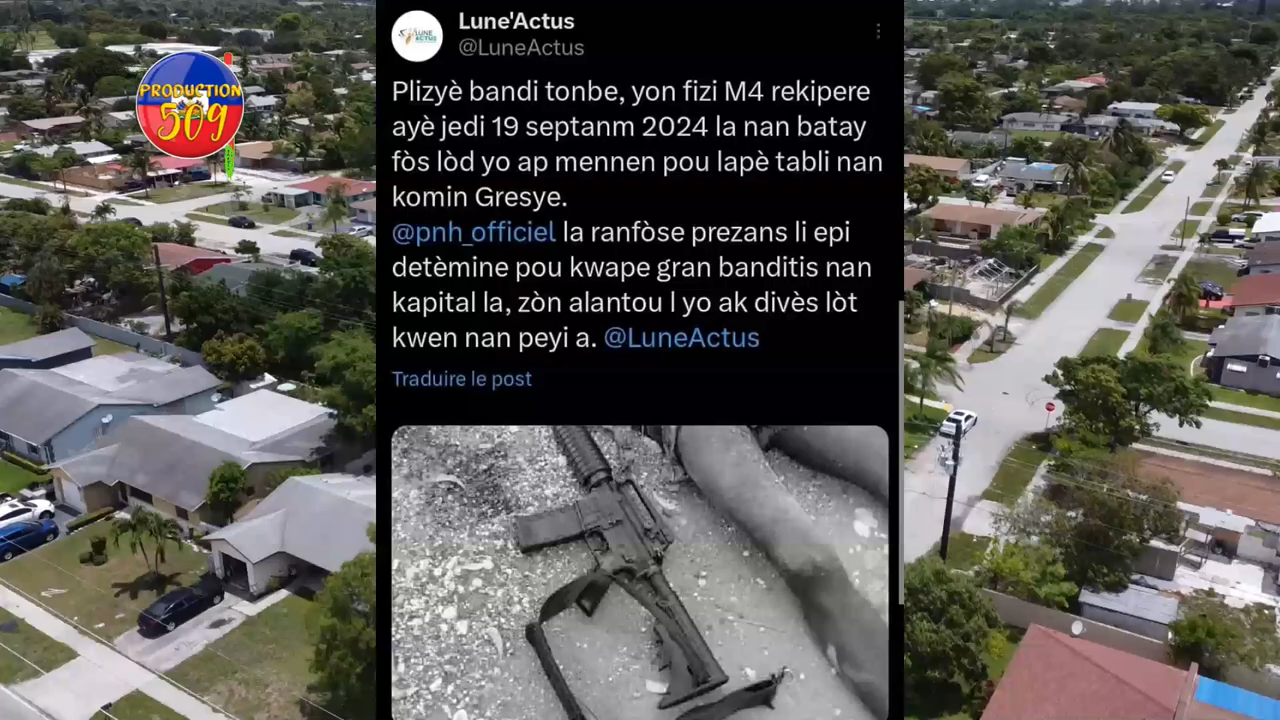 PRODUCTION
509
Lune'Actus
@LuneActus
Plizyè bandi tonbe, yon fizi M4 rekipere
ayè jedi 19 septanm 2024 la nan batay
fòs lòd yo ap mennen pou lapè tabli nan
komin Gresye.
@pnh_officiel la ranfòse prezans li epi
detèmine pou kwape gran banditis nan
kapital la, zòn alantou l yo ak divès lòt
kwen nan peyi a. @LuneActus
Traduire le post